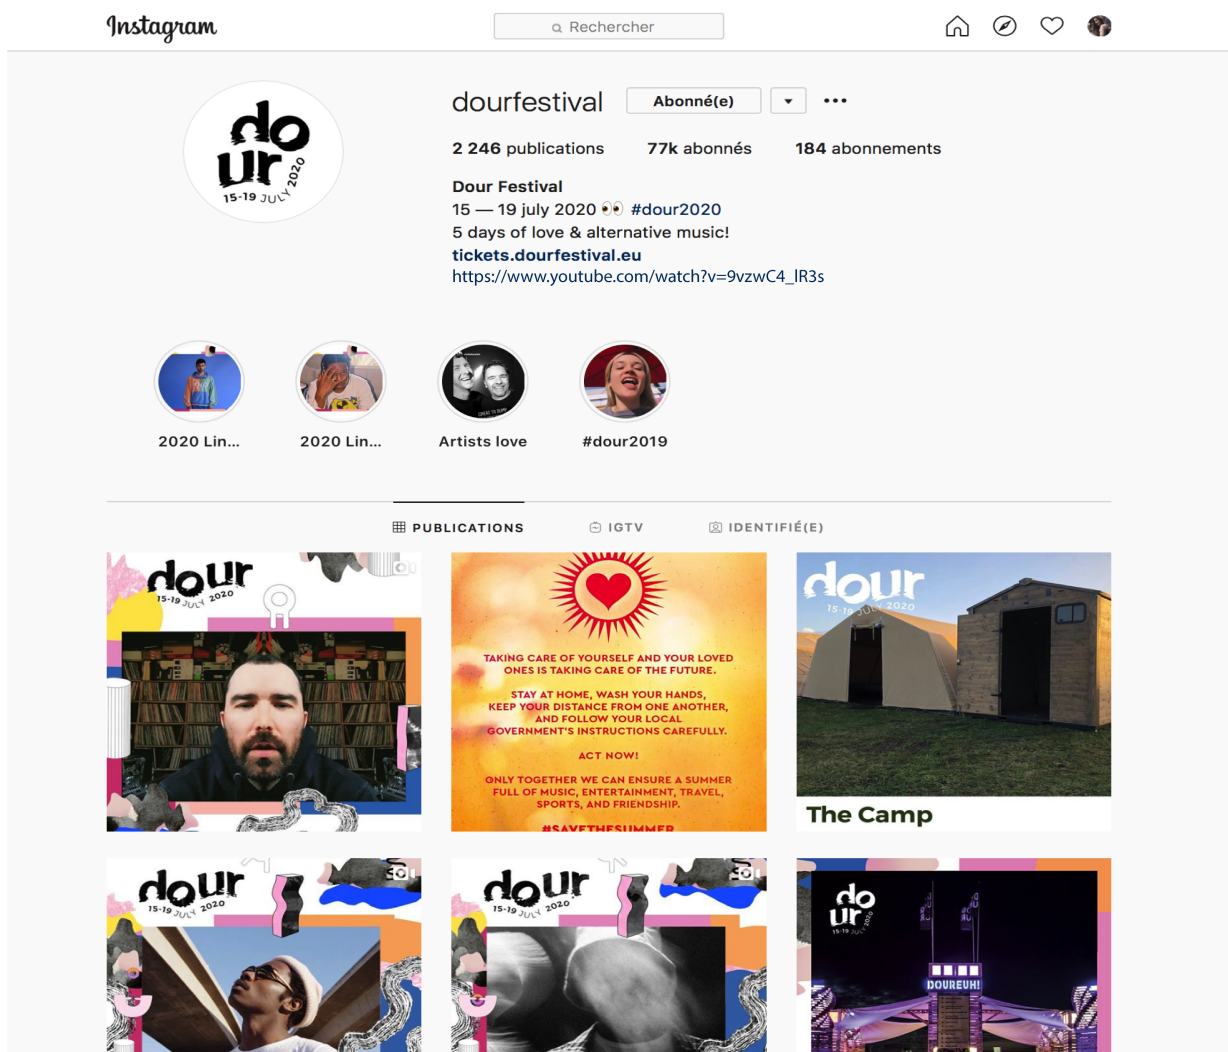 Instagram
Rechercher
dourfestival
Abonné(e)
2 246 publications
77k abonnés
184 abonnements
Dour Festival
15 — 19 july 2020 👀 #dour2020
5 days of love & alternative music!
tickets.dourfestival.eu
https://www.youtube.com/watch?v=9vzwC4_lR3s
dour
15-19 JULY 2020
2020 Lin...
2020 Lin...
Artists love
#dour2019
PUBLICATIONS
IGTV
IDENTIFIÉ(E)
dour
15-19 JULY 2020
TAKING CARE OF YOURSELF AND YOUR LOVED
ONES IS TAKING CARE OF THE FUTURE.
STAY AT HOME, WASH YOUR HANDS,
KEEP YOUR DISTANCE FROM ONE ANOTHER,
AND FOLLOW YOUR LOCAL
GOVERNMENT'S INSTRUCTIONS CAREFULLY.
ACT NOW!
ONLY TOGETHER WE CAN ENSURE A SUMMER
FULL OF MUSIC, ENTERTAINMENT, TRAVEL,
SPORTS, AND FRIENDSHIP.
#SAVETHESUMMER
dour
15-19 JULY 2020
The Camp
dour
15-19 JULY 2020
dour
15-19 JULY 2020
do
ur
15-19 JULY 2020
DOUREUH!